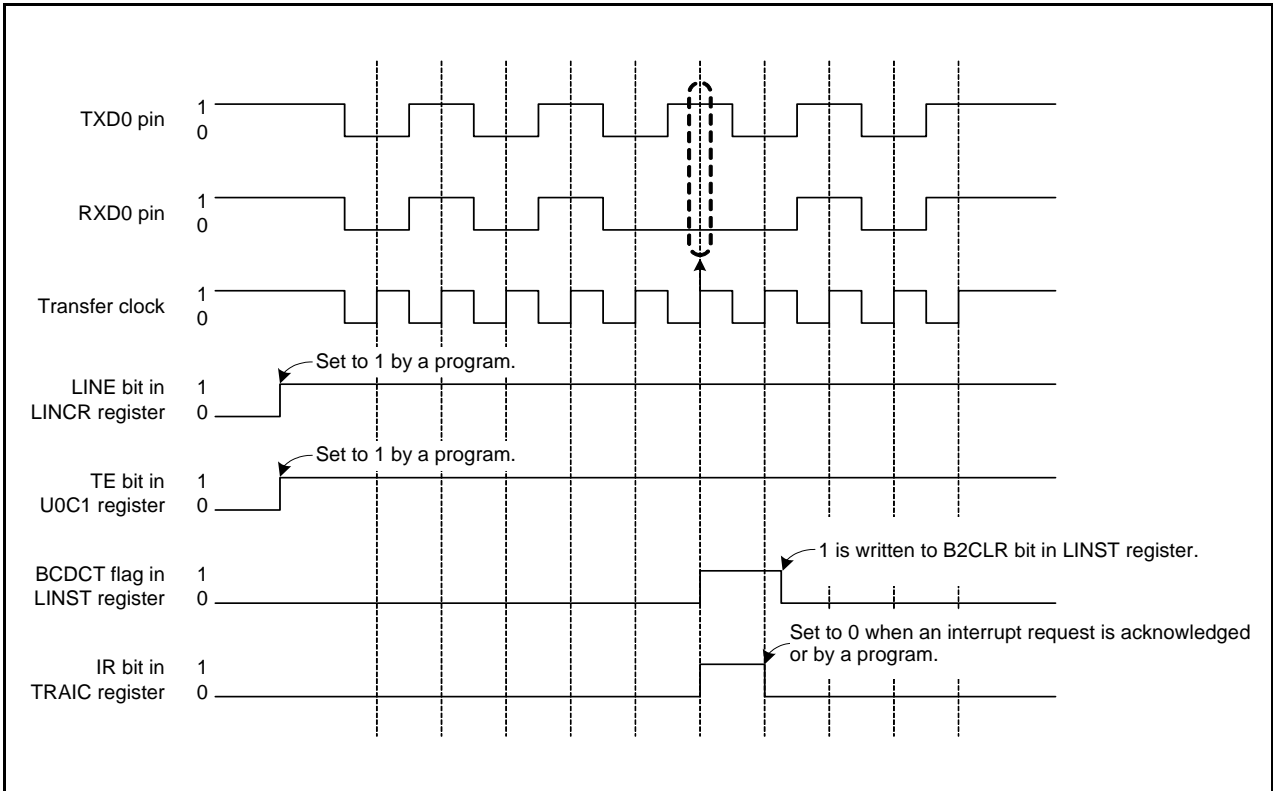 TXD0 pin
1
0
RXD0 pin
1
0
Transfer clock
1
0
Set to 1 by a program.
LINE bit in
LINCR register
1
0
Set to 1 by a program.
TE bit in
U0C1 register
1
0
1 is written to B2CLR bit in LINST register.
BCDCT flag in
LINST register
1
0
Set to 0 when an interrupt request is acknowledged
or by a program.
IR bit in
TRAIC register
1
0